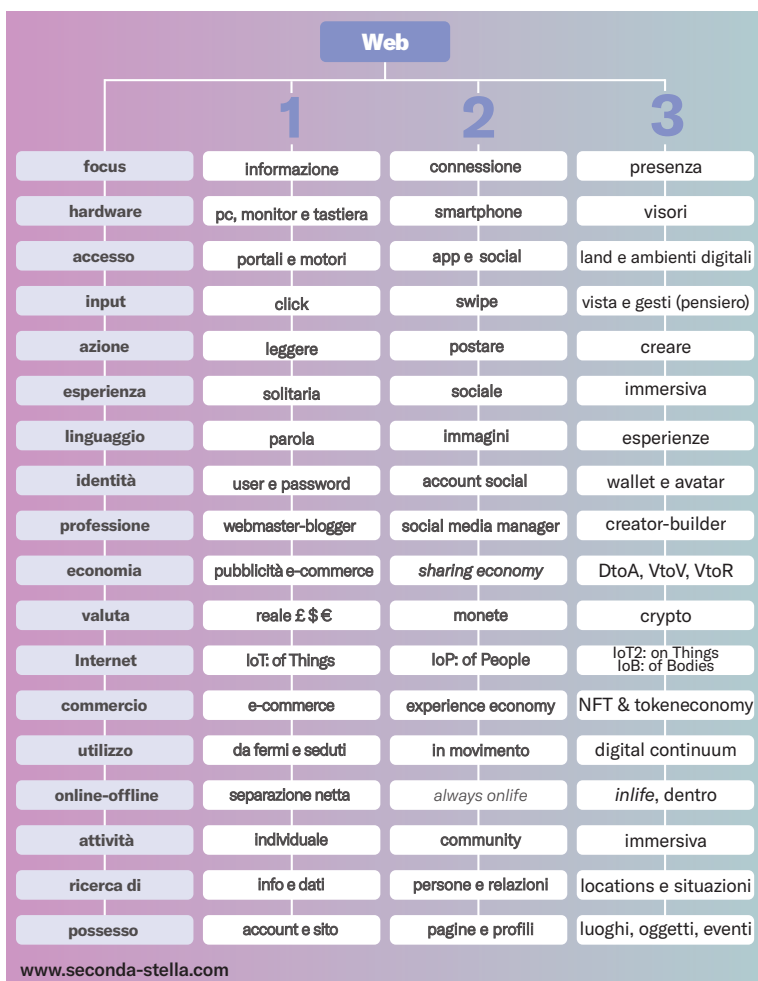 Web
1 2 3
focus informazione connessione presenza
hardware pc, monitor e tastiera smartphone visori
accesso portali e motori app e social land e ambienti digitali
input click swipe vista e gesti (pensiero)
azione leggere postare creare
esperienza solitaria sociale immersiva
linguaggio parola immagini esperienze
identità user e password account social wallet e avatar
professione webmaster-blogger social media manager creator-builder
economia pubblicità e-commerce sharing economy DtoA, VtoV, VtoR
valuta reale £ $ € monete crypto
Internet IoT: of Things IoP: of People IoT2: on Things
IoB: of Bodies
commercio e-commerce experience economy NFT & tokeneconomy
utilizzo da fermi e seduti in movimento digital continuum
online-offline separazione netta always onlife inlife, dentro
attività individuale community immersiva
ricerca di info e dati persone e relazioni locations e situazioni
possesso account e sito pagine e profili luoghi, oggetti, eventi
www.seconda-stella.com